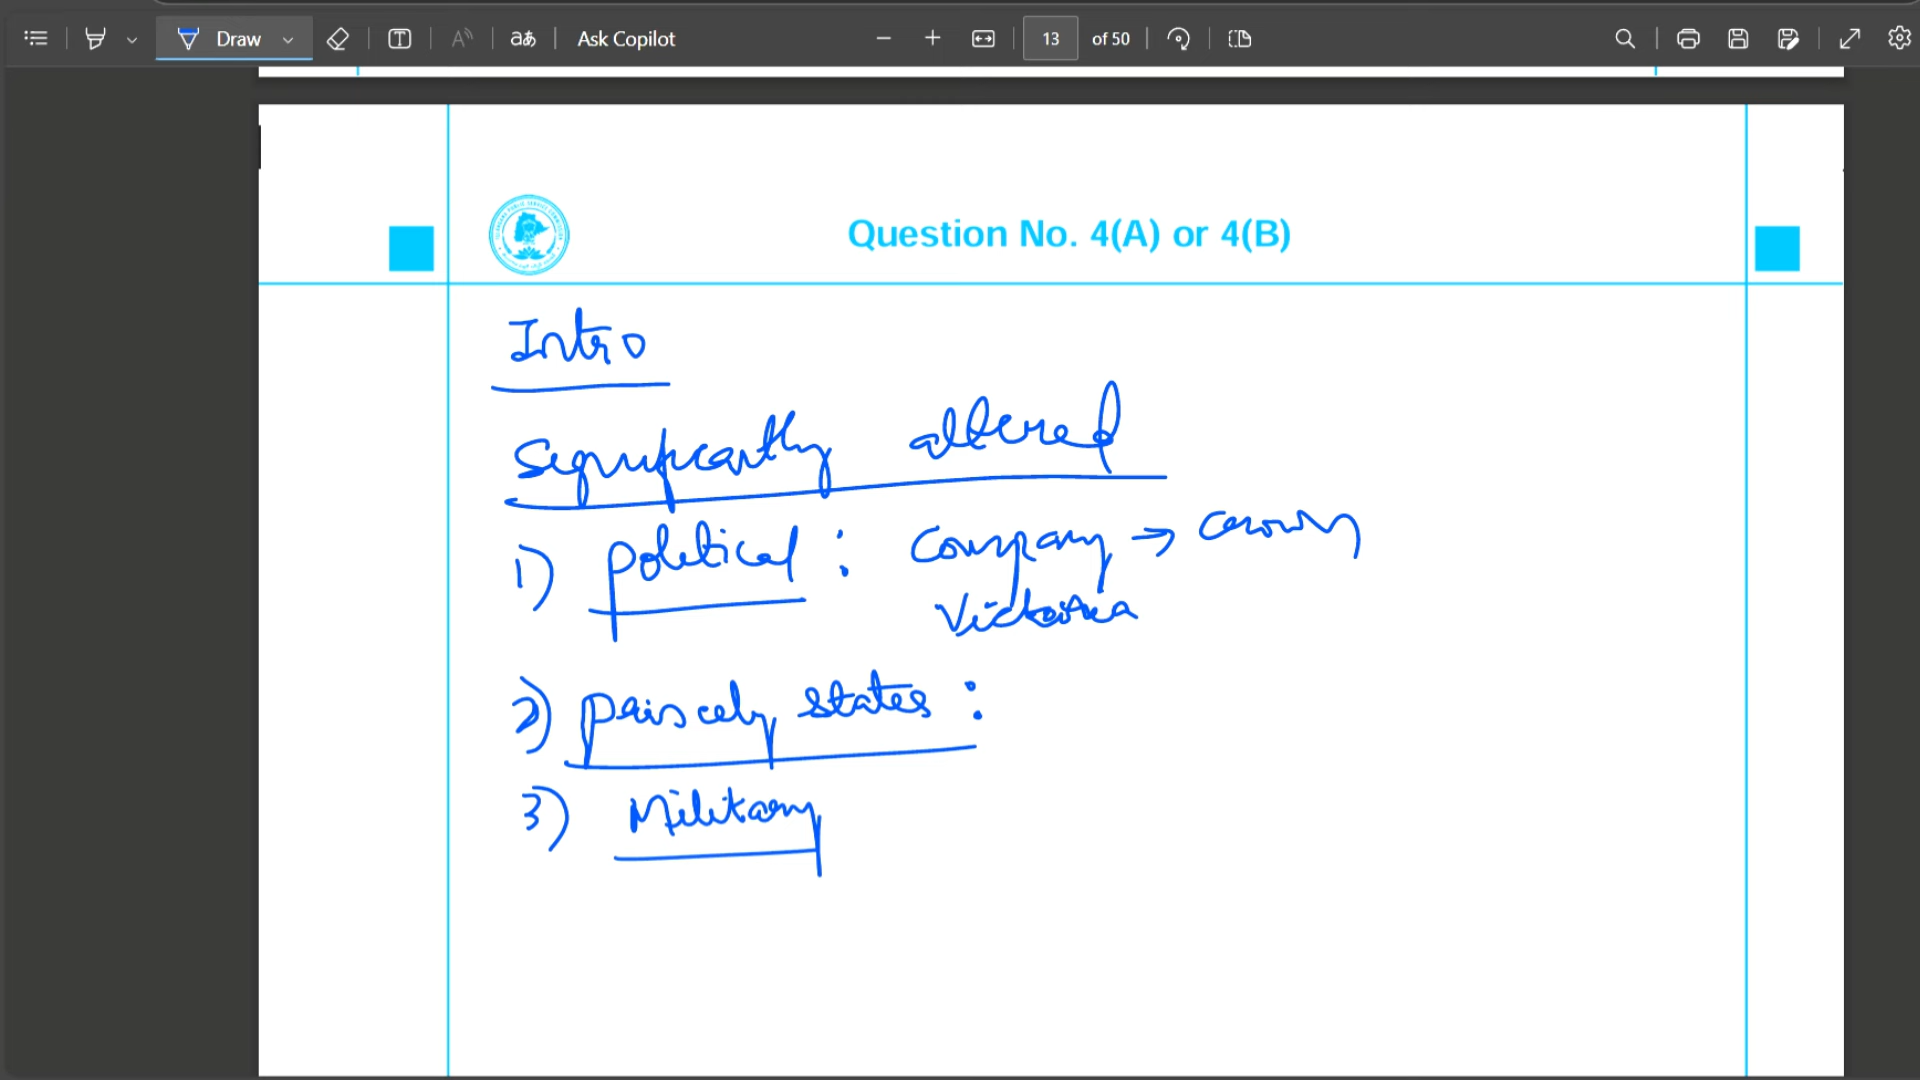 Draw
Ask Copilot
13 of 50
Question No. 4(A) or 4(B)
Intro
Significantly altered
1) Political : Company → crown
Victoria
2) Princely states :
3) Military